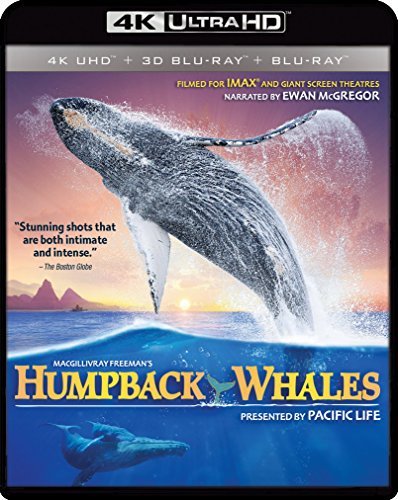 4K ULTRA HD
4K UHD™ + 3D BLU-RAY™ + BLU-RAY™
FILMED FOR IMAX® AND GIANT SCREEN THEATRES
NARRATED BY EWAN McGREGOR
"Stunning shots that
are both intimate
and intense."
– The Boston Globe
MACGILLIVRAY FREEMAN'S
HUMPBACK WHALES
PRESENTED BY PACIFIC LIFE